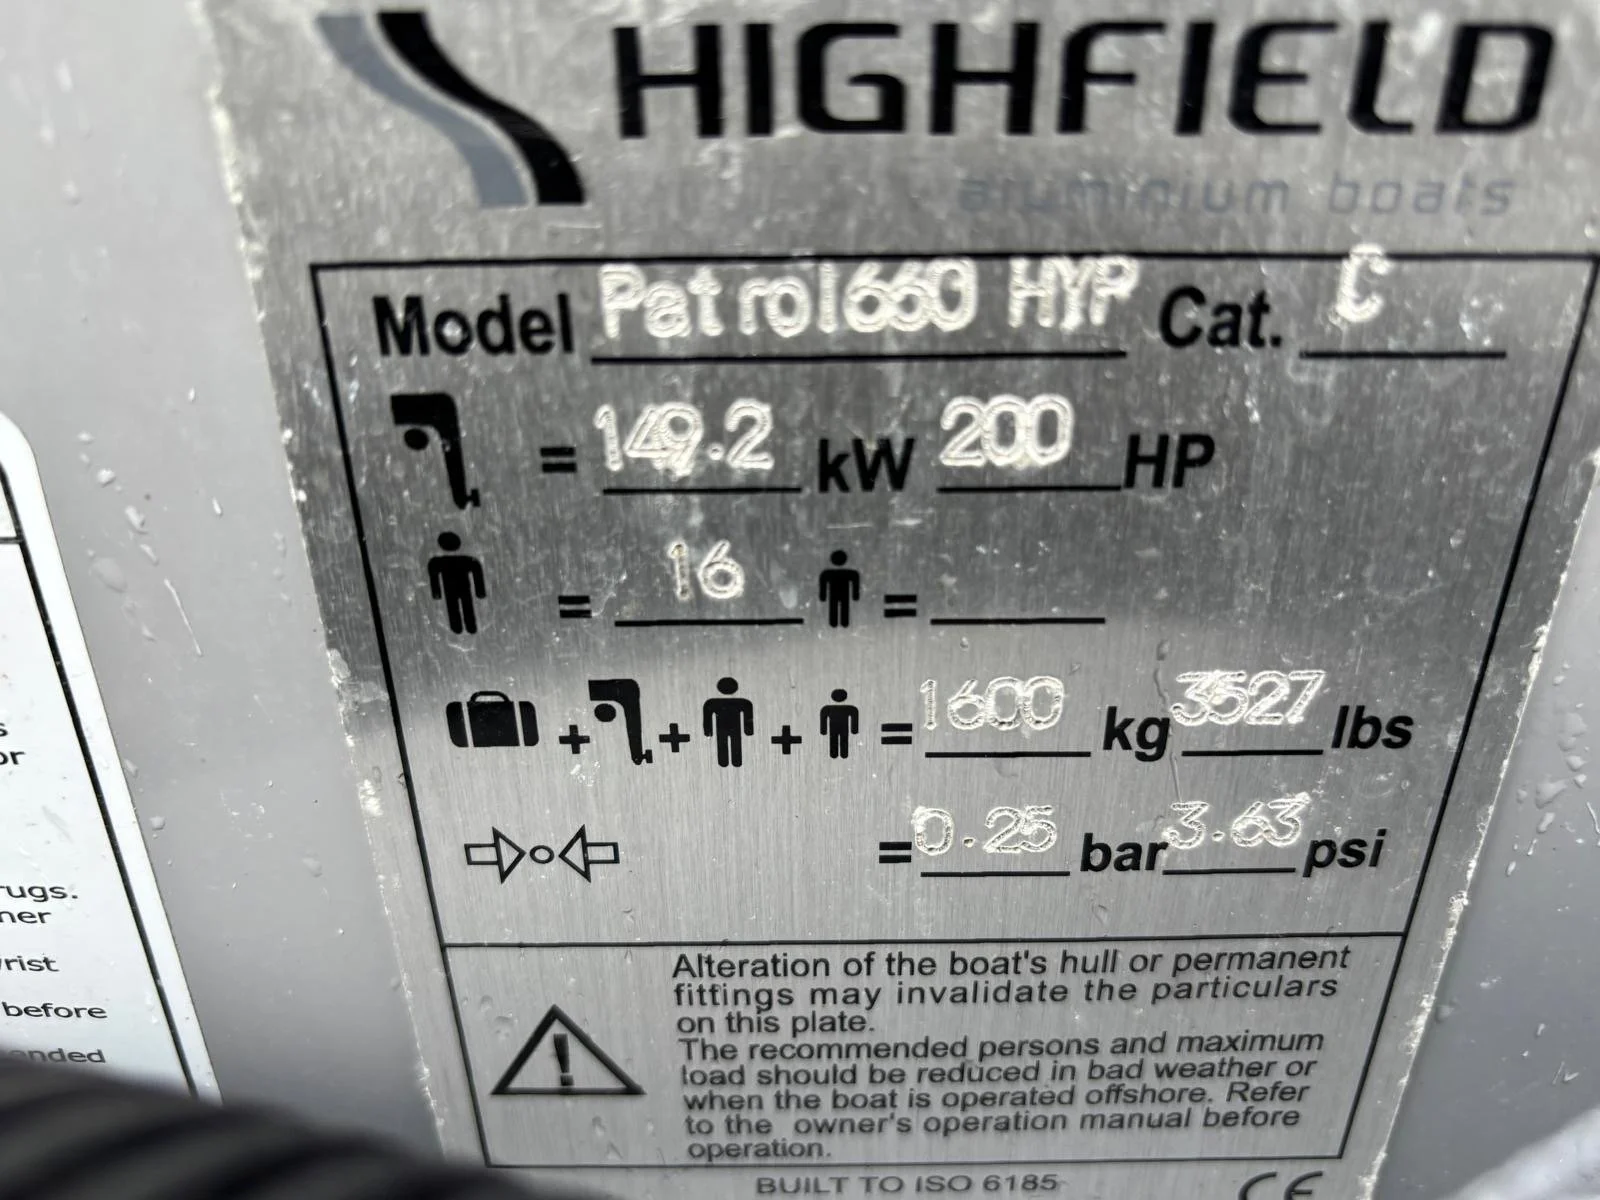 HIGHFIELD
aluminium boats
Model Patrol660 HYP Cat. C
= 149.2 kW 200 HP
= 16 =
+ + + = 1600 kg 3527 lbs
= 0.25 bar 3.63 psi
Alteration of the boat's hull or permanent
fittings may invalidate the particulars
on this plate.
The recommended persons and maximum
load should be reduced in bad weather or
when the boat is operated offshore. Refer
to the owner's operation manual before
operation.
BUILT TO ISO 6185
CE
before